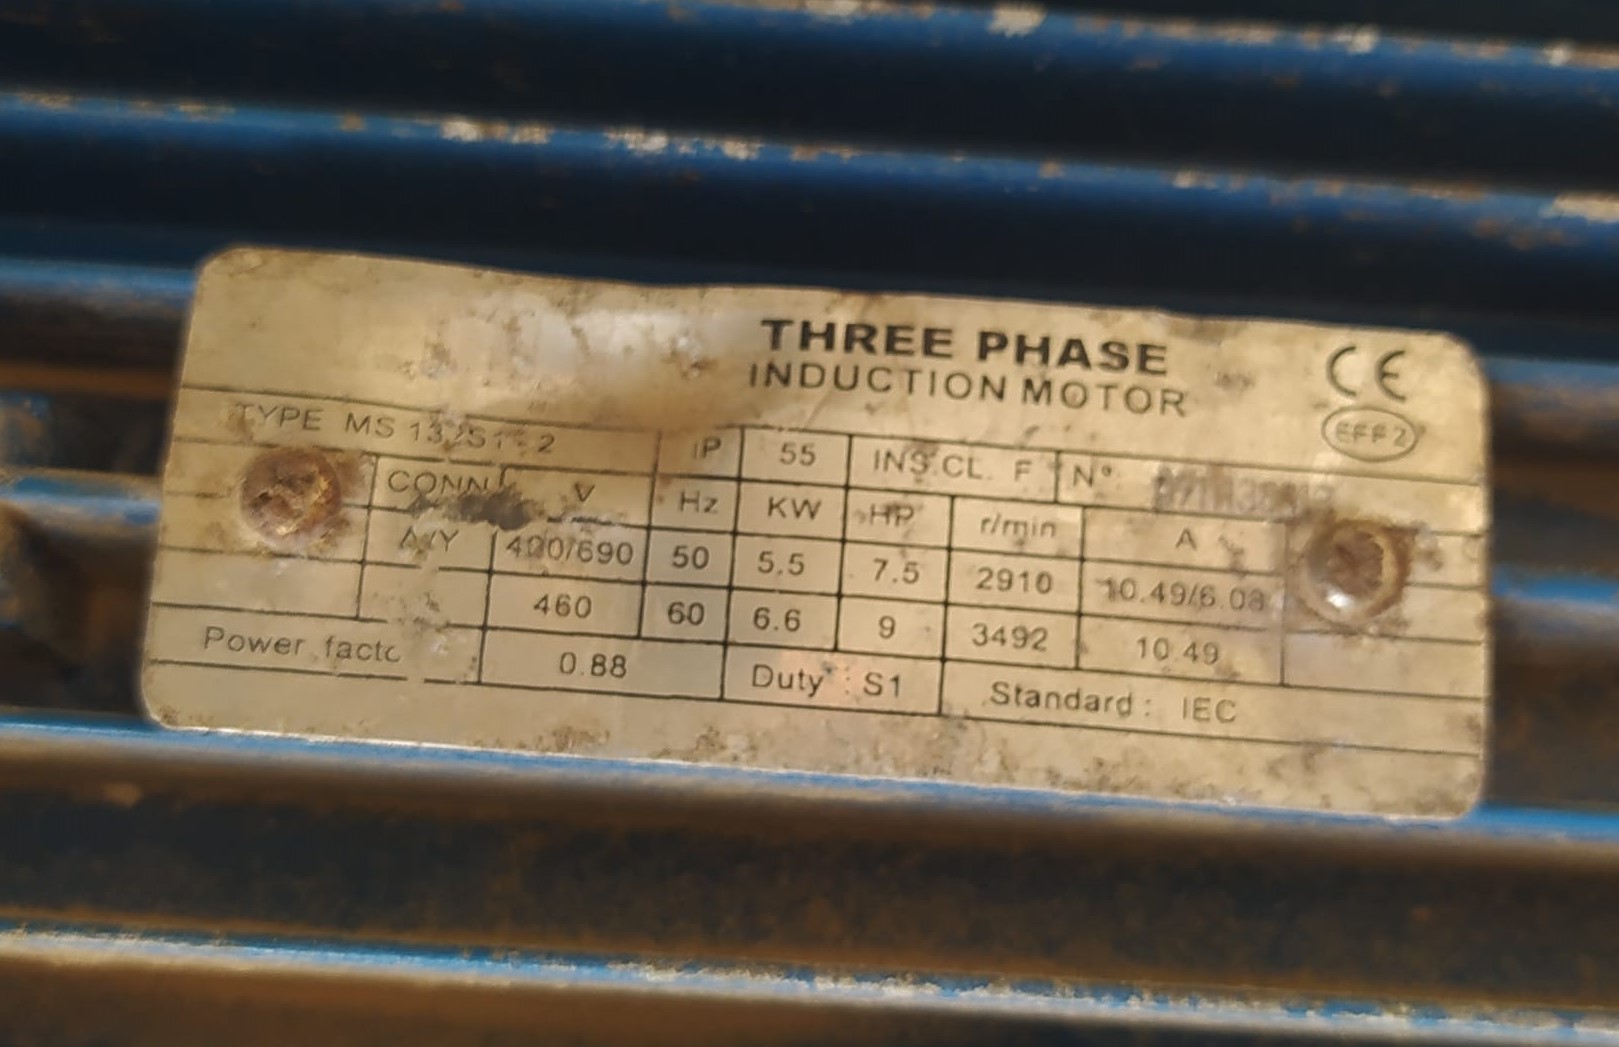 THREE PHASE
INDUCTION MOTOR
CE
EFF2
TYPE MS 132S1-2 IP 55 INS.CL. F N°
CONN V Hz KW HP r/min A
Δ/Y 400/690 50 5.5 7.5 2910 10.49/6.08
460 60 6.6 9 3492 10.49
Power facto 0.88 Duty : S1 Standard : IEC